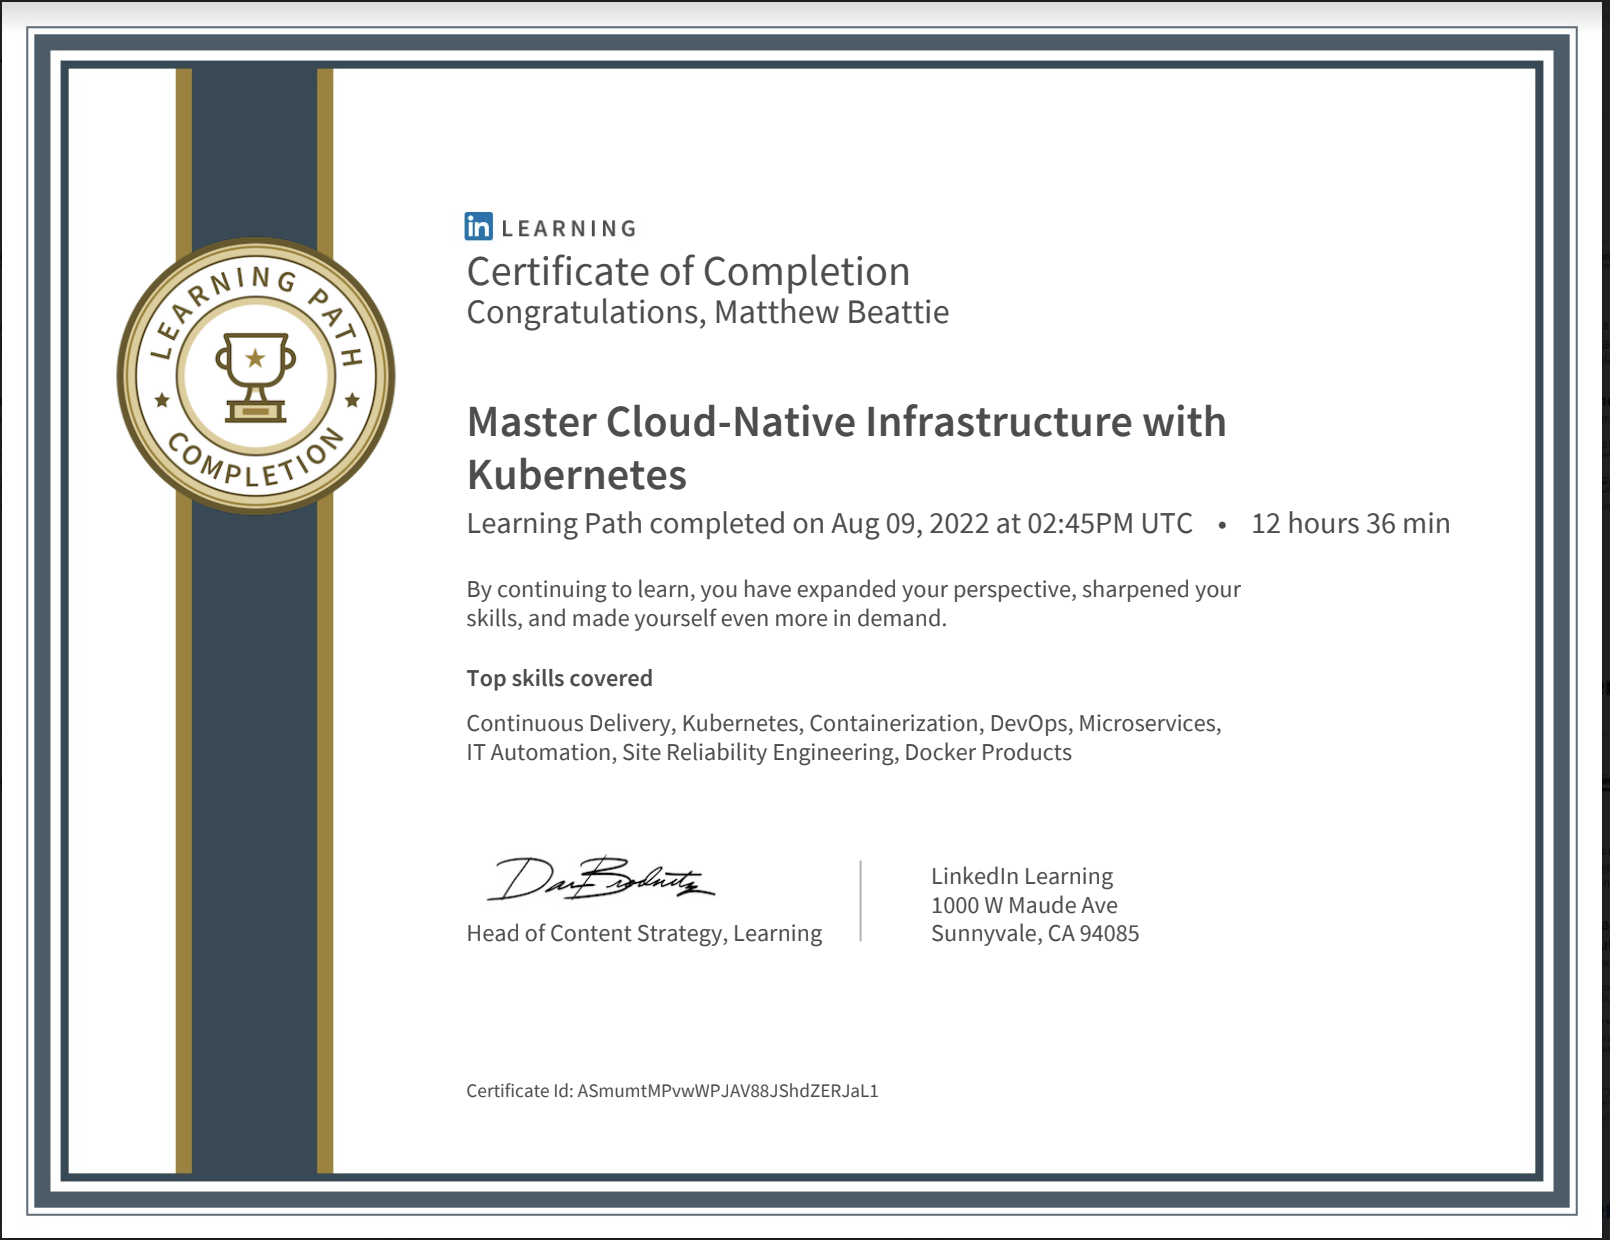 LEARNING PATH
COMPLETION
in LEARNING
Certificate of Completion
Congratulations, Matthew Beattie
Master Cloud-Native Infrastructure with
Kubernetes
Learning Path completed on Aug 09, 2022 at 02:45PM UTC • 12 hours 36 min
By continuing to learn, you have expanded your perspective, sharpened your
skills, and made yourself even more in demand.
Top skills covered
Continuous Delivery, Kubernetes, Containerization, DevOps, Microservices,
IT Automation, Site Reliability Engineering, Docker Products
Dan Brodnitz
Head of Content Strategy, Learning
LinkedIn Learning
1000 W Maude Ave
Sunnyvale, CA 94085
Certificate Id: ASmumtMPvwWPJAV88JShdZERJaL1